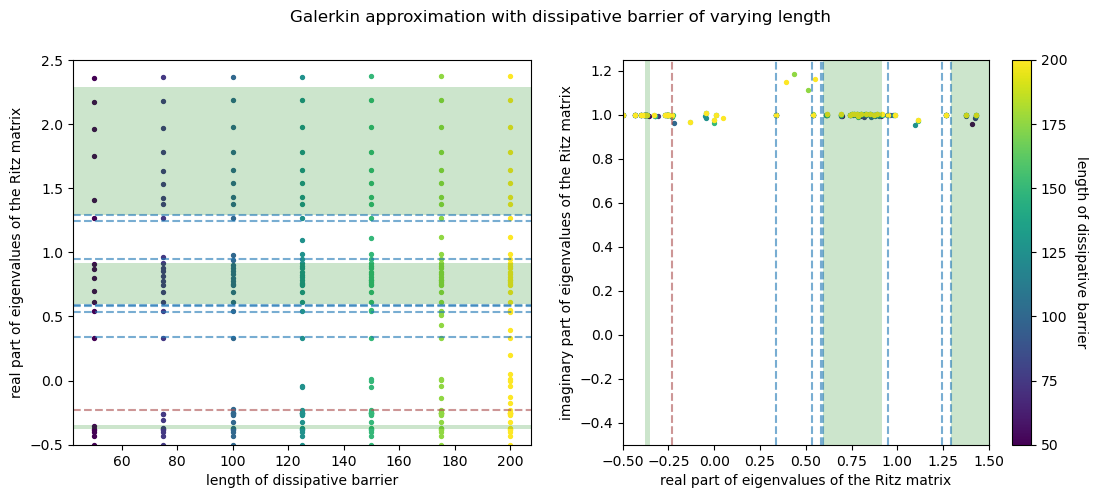 Galerkin approximation with dissipative barrier of varying length
real part of eigenvalues of the Ritz matrix
2.5
2.0
1.5
1.0
0.5
0.0
−0.5
60 80 100 120 140 160 180 200
length of dissipative barrier
imaginary part of eigenvalues of the Ritz matrix
1.2
1.0
0.8
0.6
0.4
0.2
0.0
−0.2
−0.4
−0.50 −0.25 0.00 0.25 0.50 0.75 1.00 1.25 1.50
real part of eigenvalues of the Ritz matrix
200
175
150
125
100
75
50
length of dissipative barrier